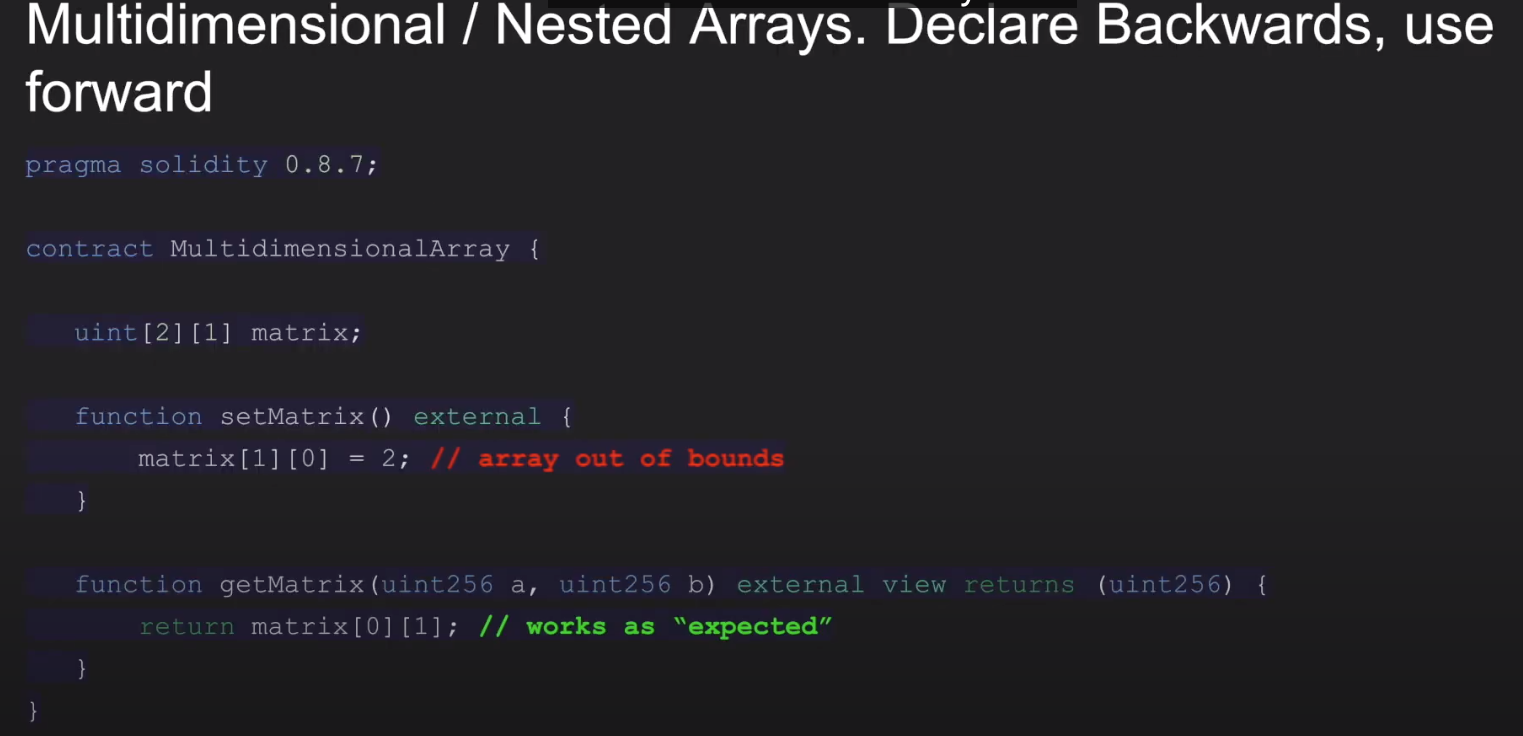 Multidimensional / Nested Arrays. Declare Backwards, use
forward
pragma solidity 0.8.7;
contract MultidimensionalArray {
uint[2][1] matrix;
function setMatrix() external {
matrix[1][0] = 2; // array out of bounds
}
function getMatrix(uint256 a, uint256 b) external view returns (uint256) {
return matrix[0][1]; // works as “expected”
}
}